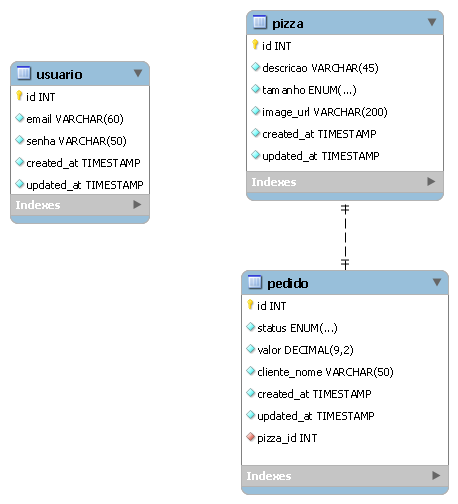 usuario
id INT
email VARCHAR(60)
senha VARCHAR(50)
created_at TIMESTAMP
updated_at TIMESTAMP
Indexes
pizza
id INT
descricao VARCHAR(45)
tamanho ENUM(...)
image_url VARCHAR(200)
created_at TIMESTAMP
updated_at TIMESTAMP
Indexes
pedido
id INT
status ENUM(...)
valor DECIMAL(9,2)
cliente_nome VARCHAR(50)
created_at TIMESTAMP
updated_at TIMESTAMP
pizza_id INT
Indexes